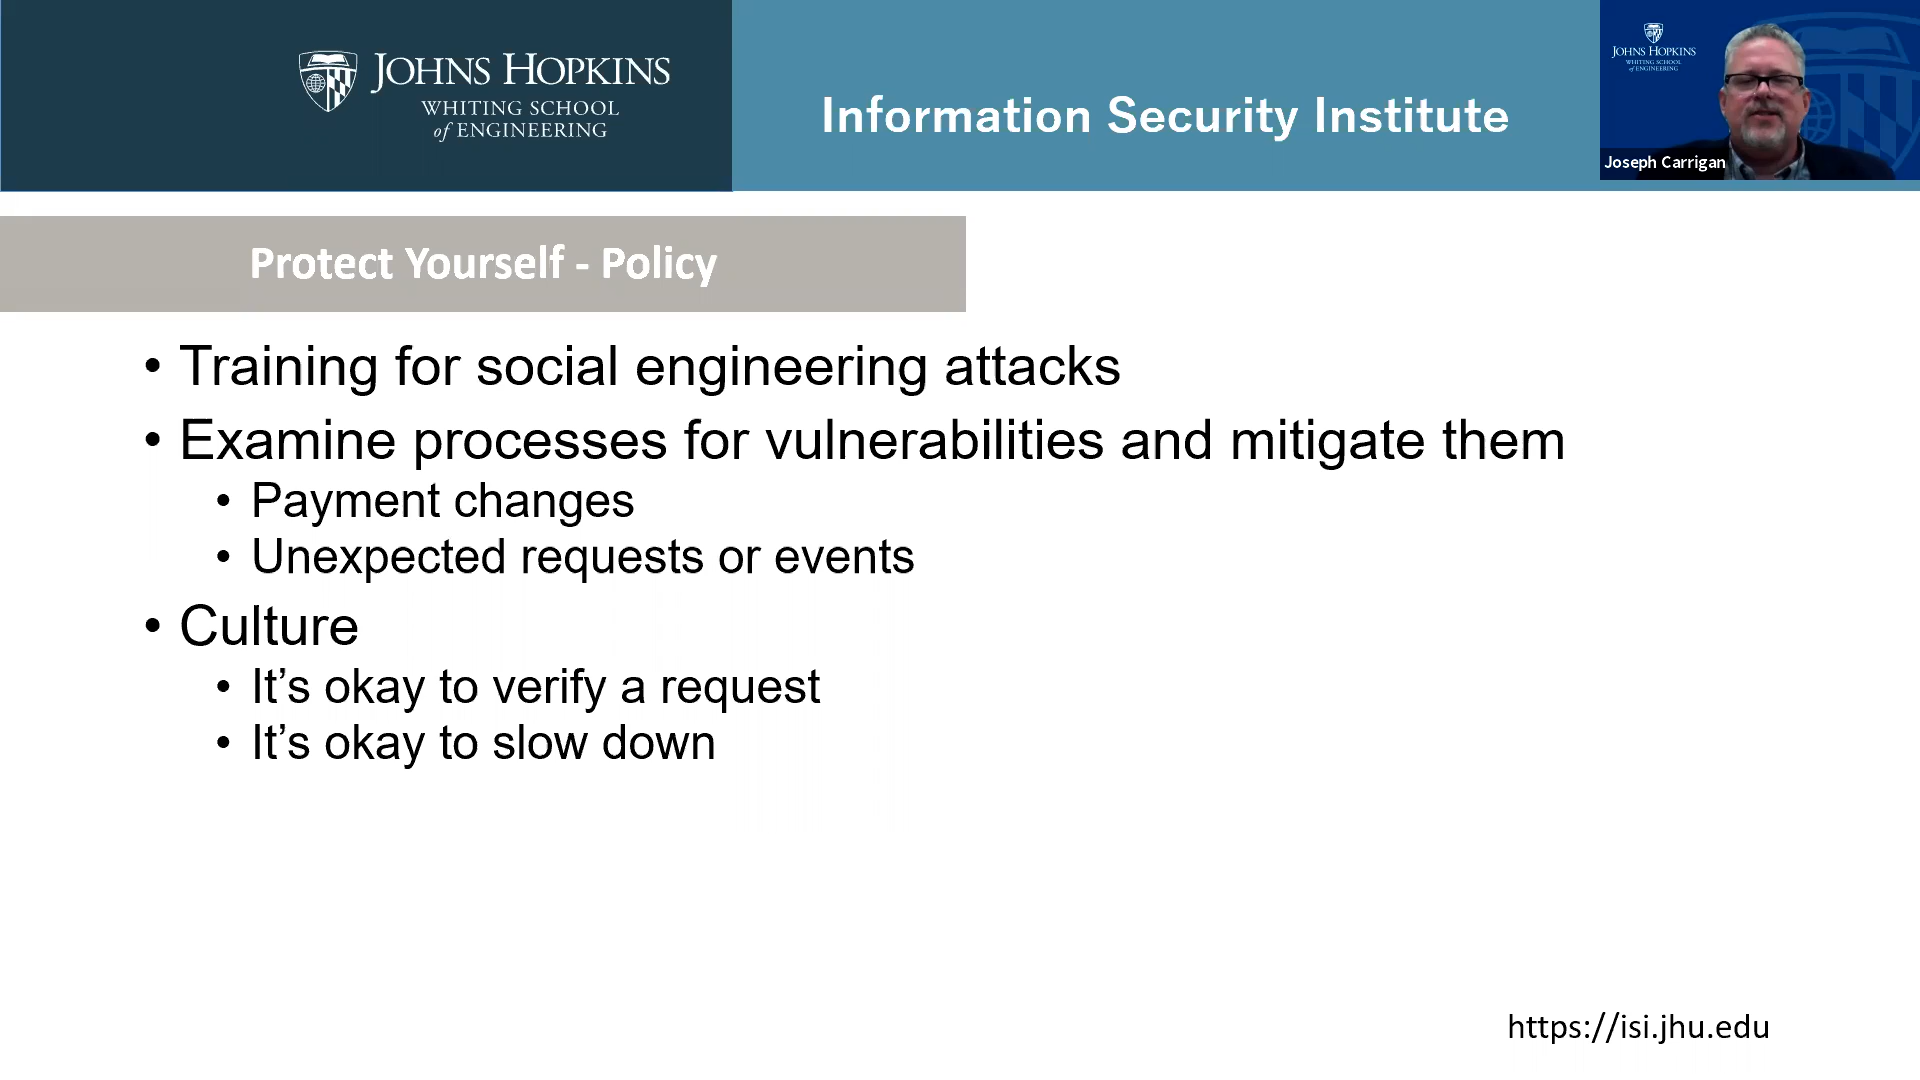 JOHNS HOPKINS
WHITING SCHOOL
of ENGINEERING
Information Security Institute
JOHNS HOPKINS
WHITING SCHOOL
of ENGINEERING
Joseph Carrigan
Protect Yourself - Policy
• Training for social engineering attacks
• Examine processes for vulnerabilities and mitigate them
• Payment changes
• Unexpected requests or events
• Culture
• It’s okay to verify a request
• It’s okay to slow down
https://isi.jhu.edu